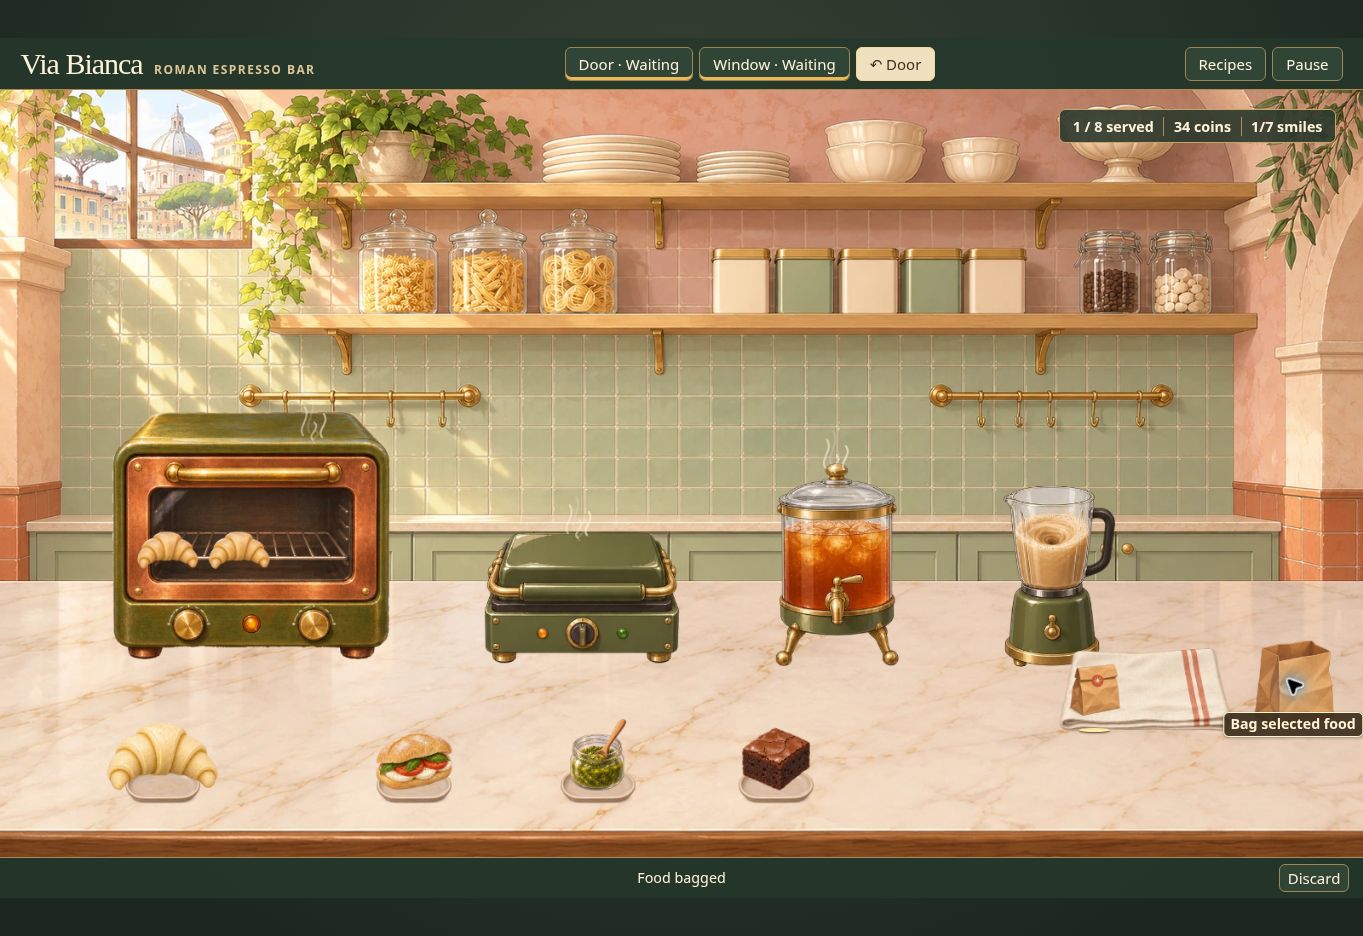 Via Bianca ROMAN ESPRESSO BAR
Door · Waiting
Window · Waiting
↶ Door
Recipes
Pause
1 / 8 served
34 coins
1/7 smiles
Bag selected food
Food bagged
Discard